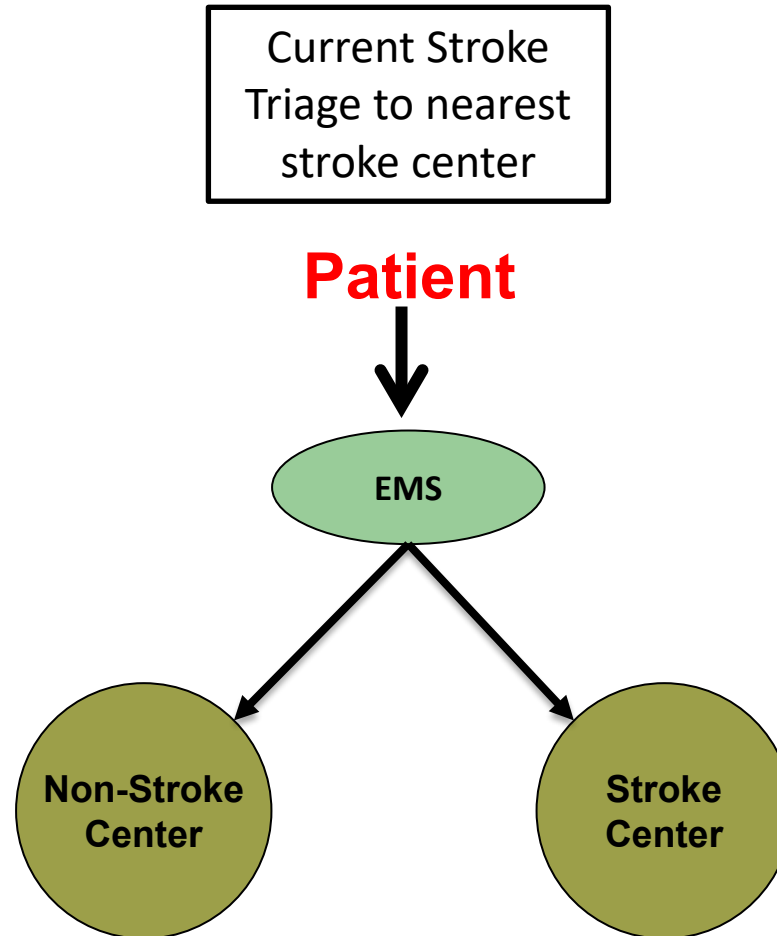 Current Stroke
Triage to nearest
stroke center
Patient
EMS
Non-Stroke
Center
Stroke
Center